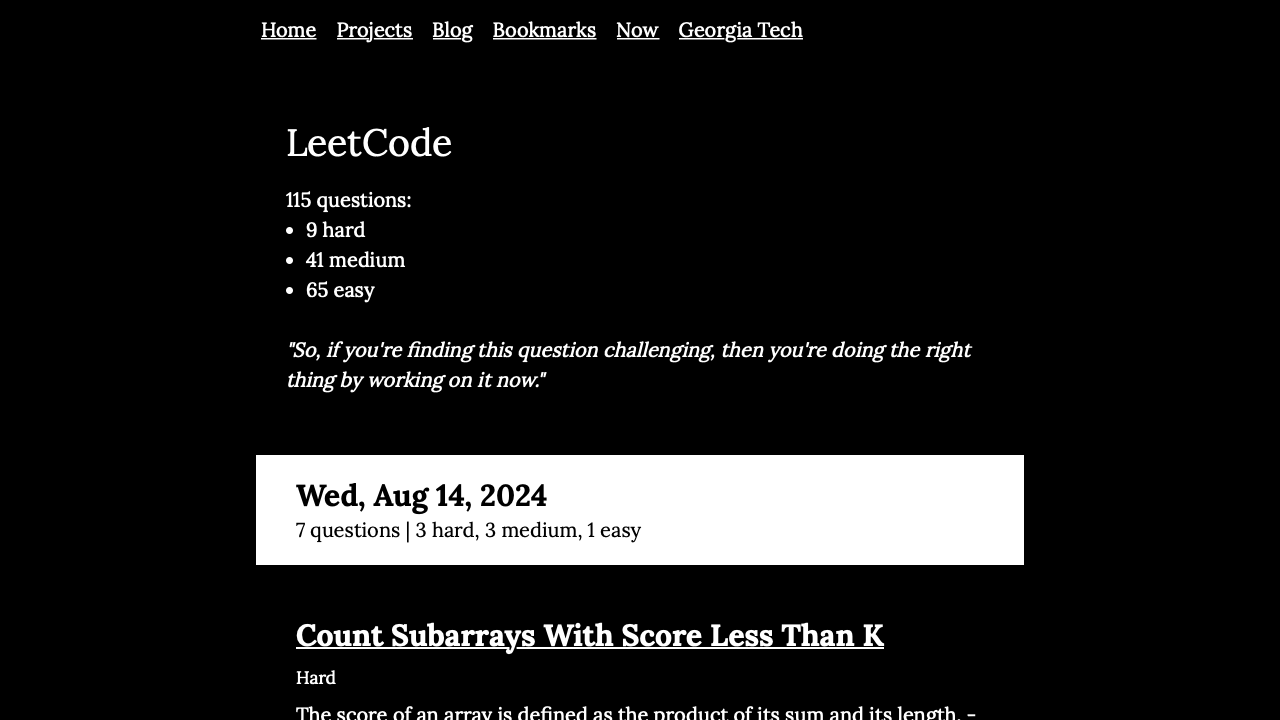 Home Projects Blog Bookmarks Now Georgia Tech
LeetCode
115 questions:
• 9 hard
• 41 medium
• 65 easy
"So, if you're finding this question challenging, then you're doing the right
thing by working on it now."
Wed, Aug 14, 2024
7 questions | 3 hard, 3 medium, 1 easy
Count Subarrays With Score Less Than K
Hard
The score of an array is defined as the product of its sum and its length. -